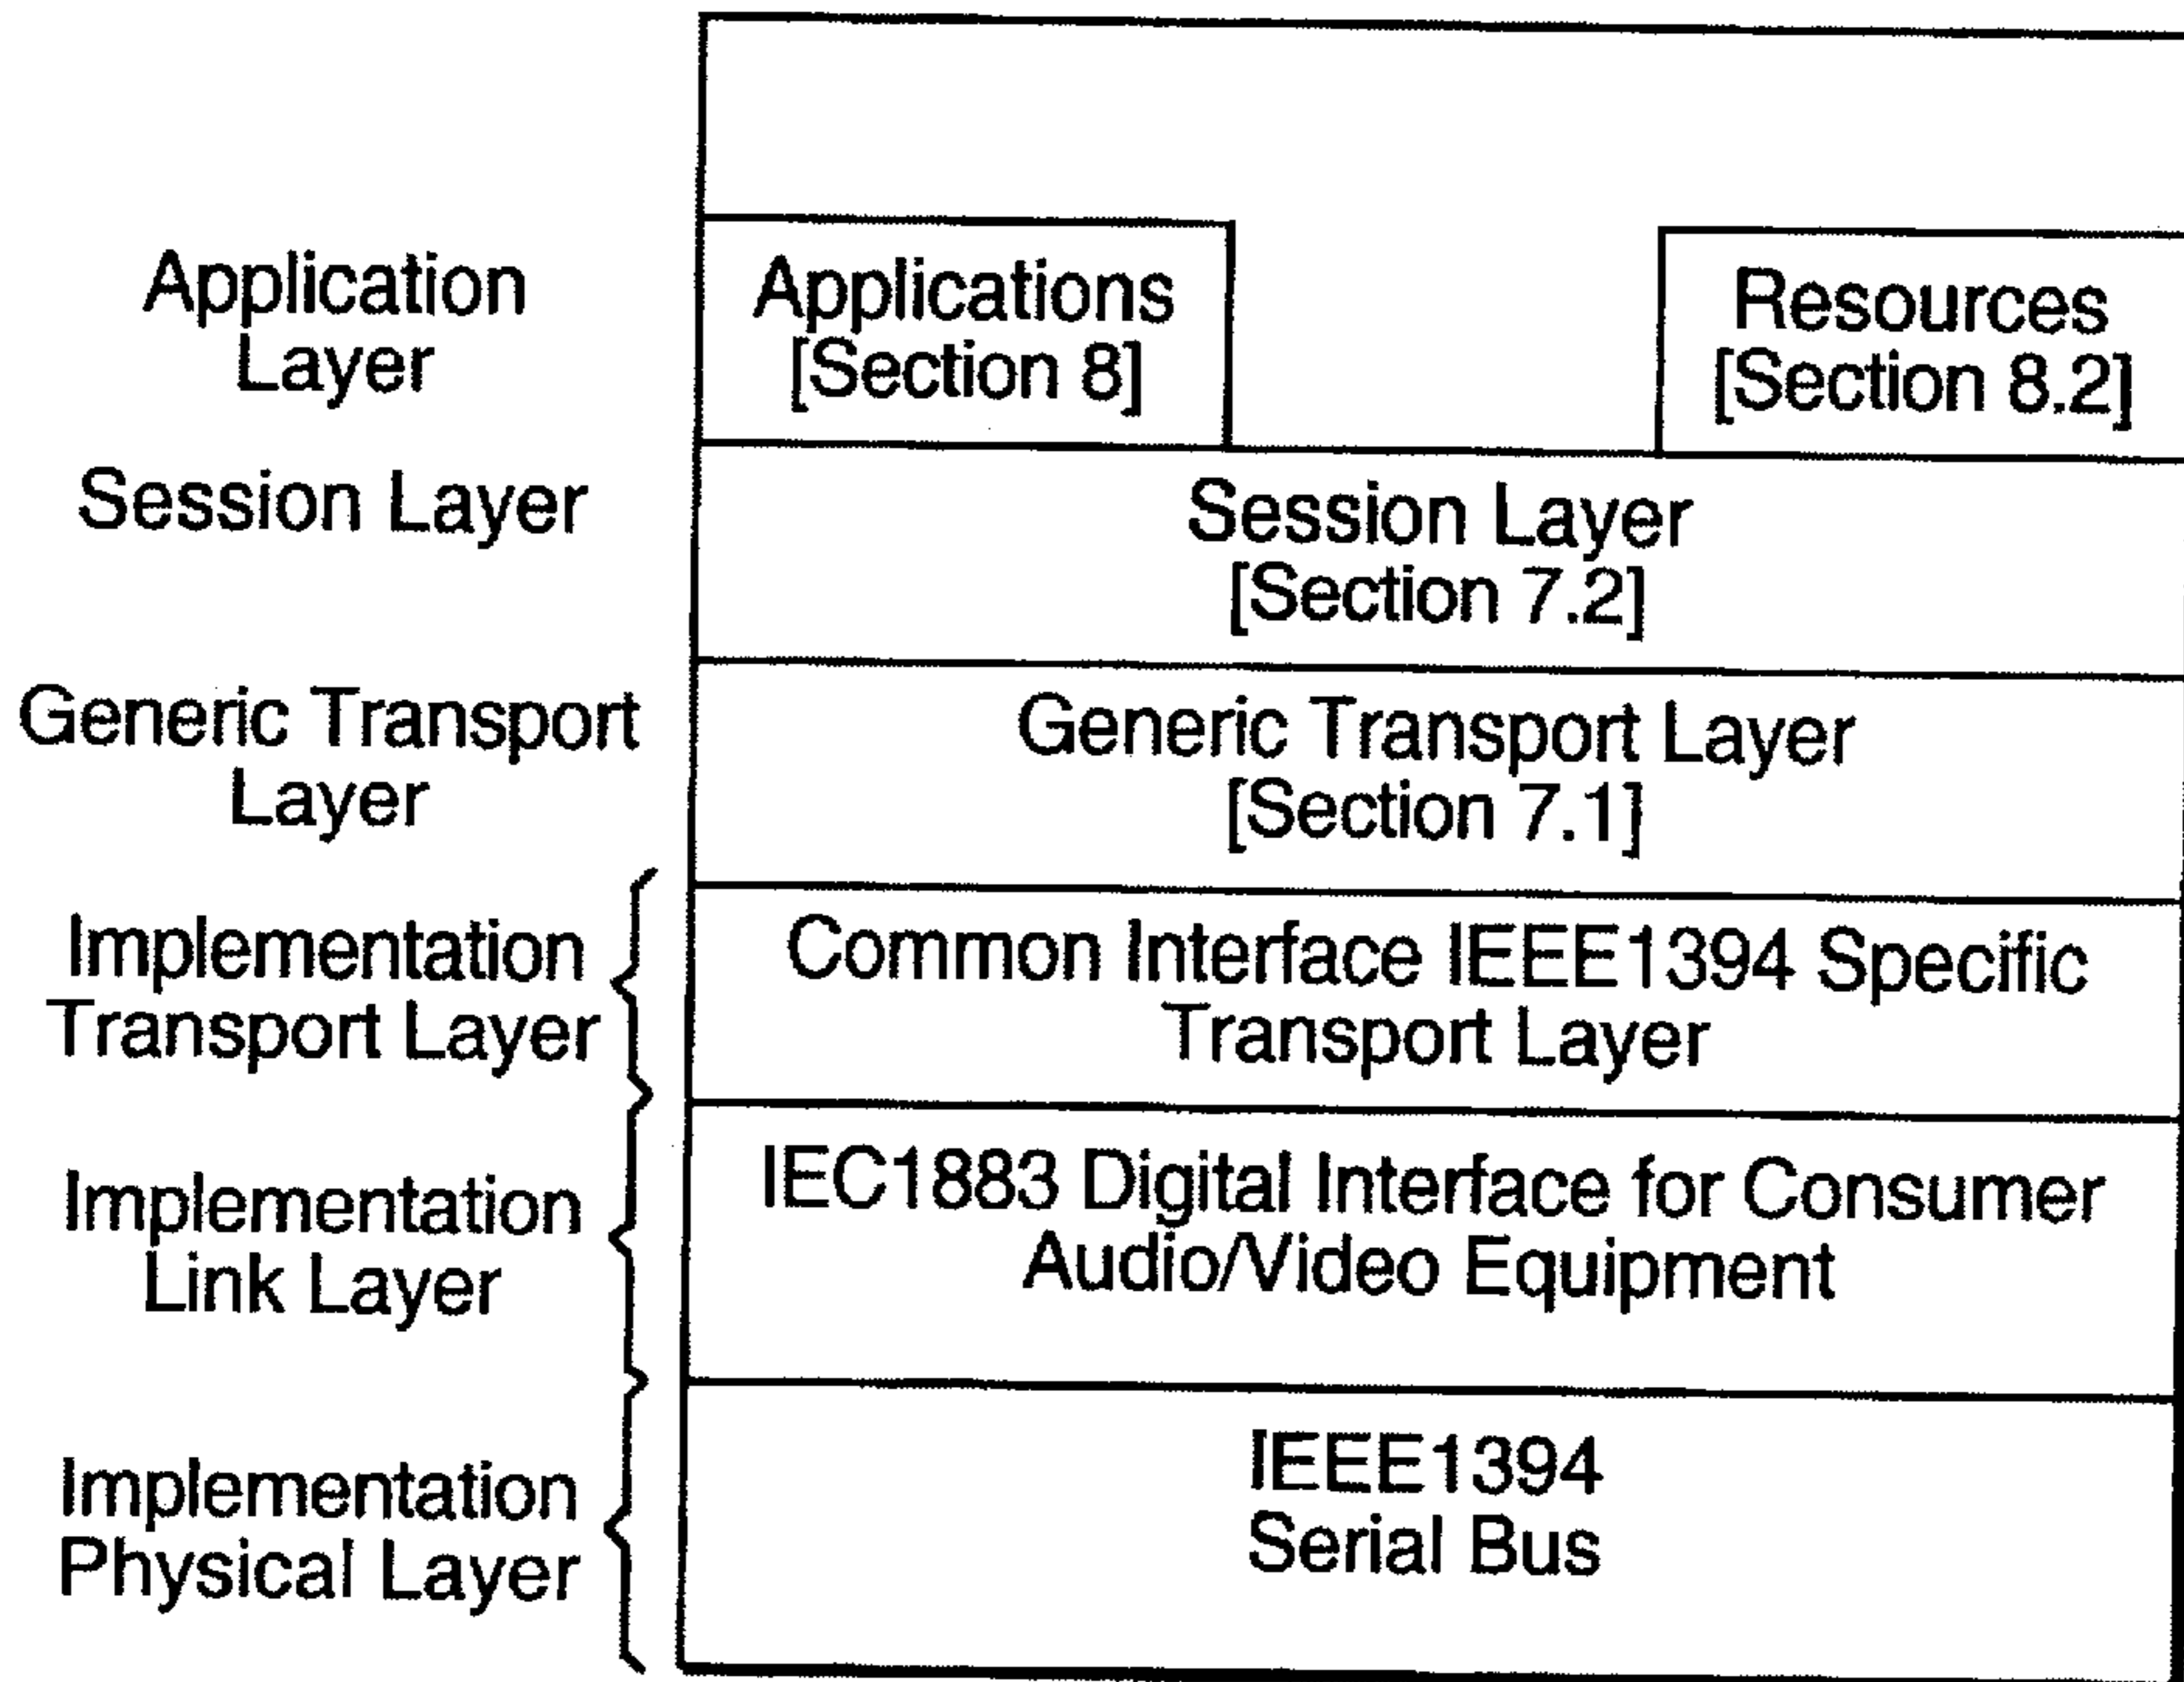 Application
Layer
Applications
[Section 8]
Resources
[Section 8.2]
Session Layer
Session Layer
[Section 7.2]
Generic Transport
Layer
Generic Transport Layer
[Section 7.1]
Implementation
Transport Layer
Common Interface IEEE1394 Specific
Transport Layer
Implementation
Link Layer
IEC1883 Digital Interface for Consumer
Audio/Video Equipment
Implementation
Physical Layer
IEEE1394
Serial Bus